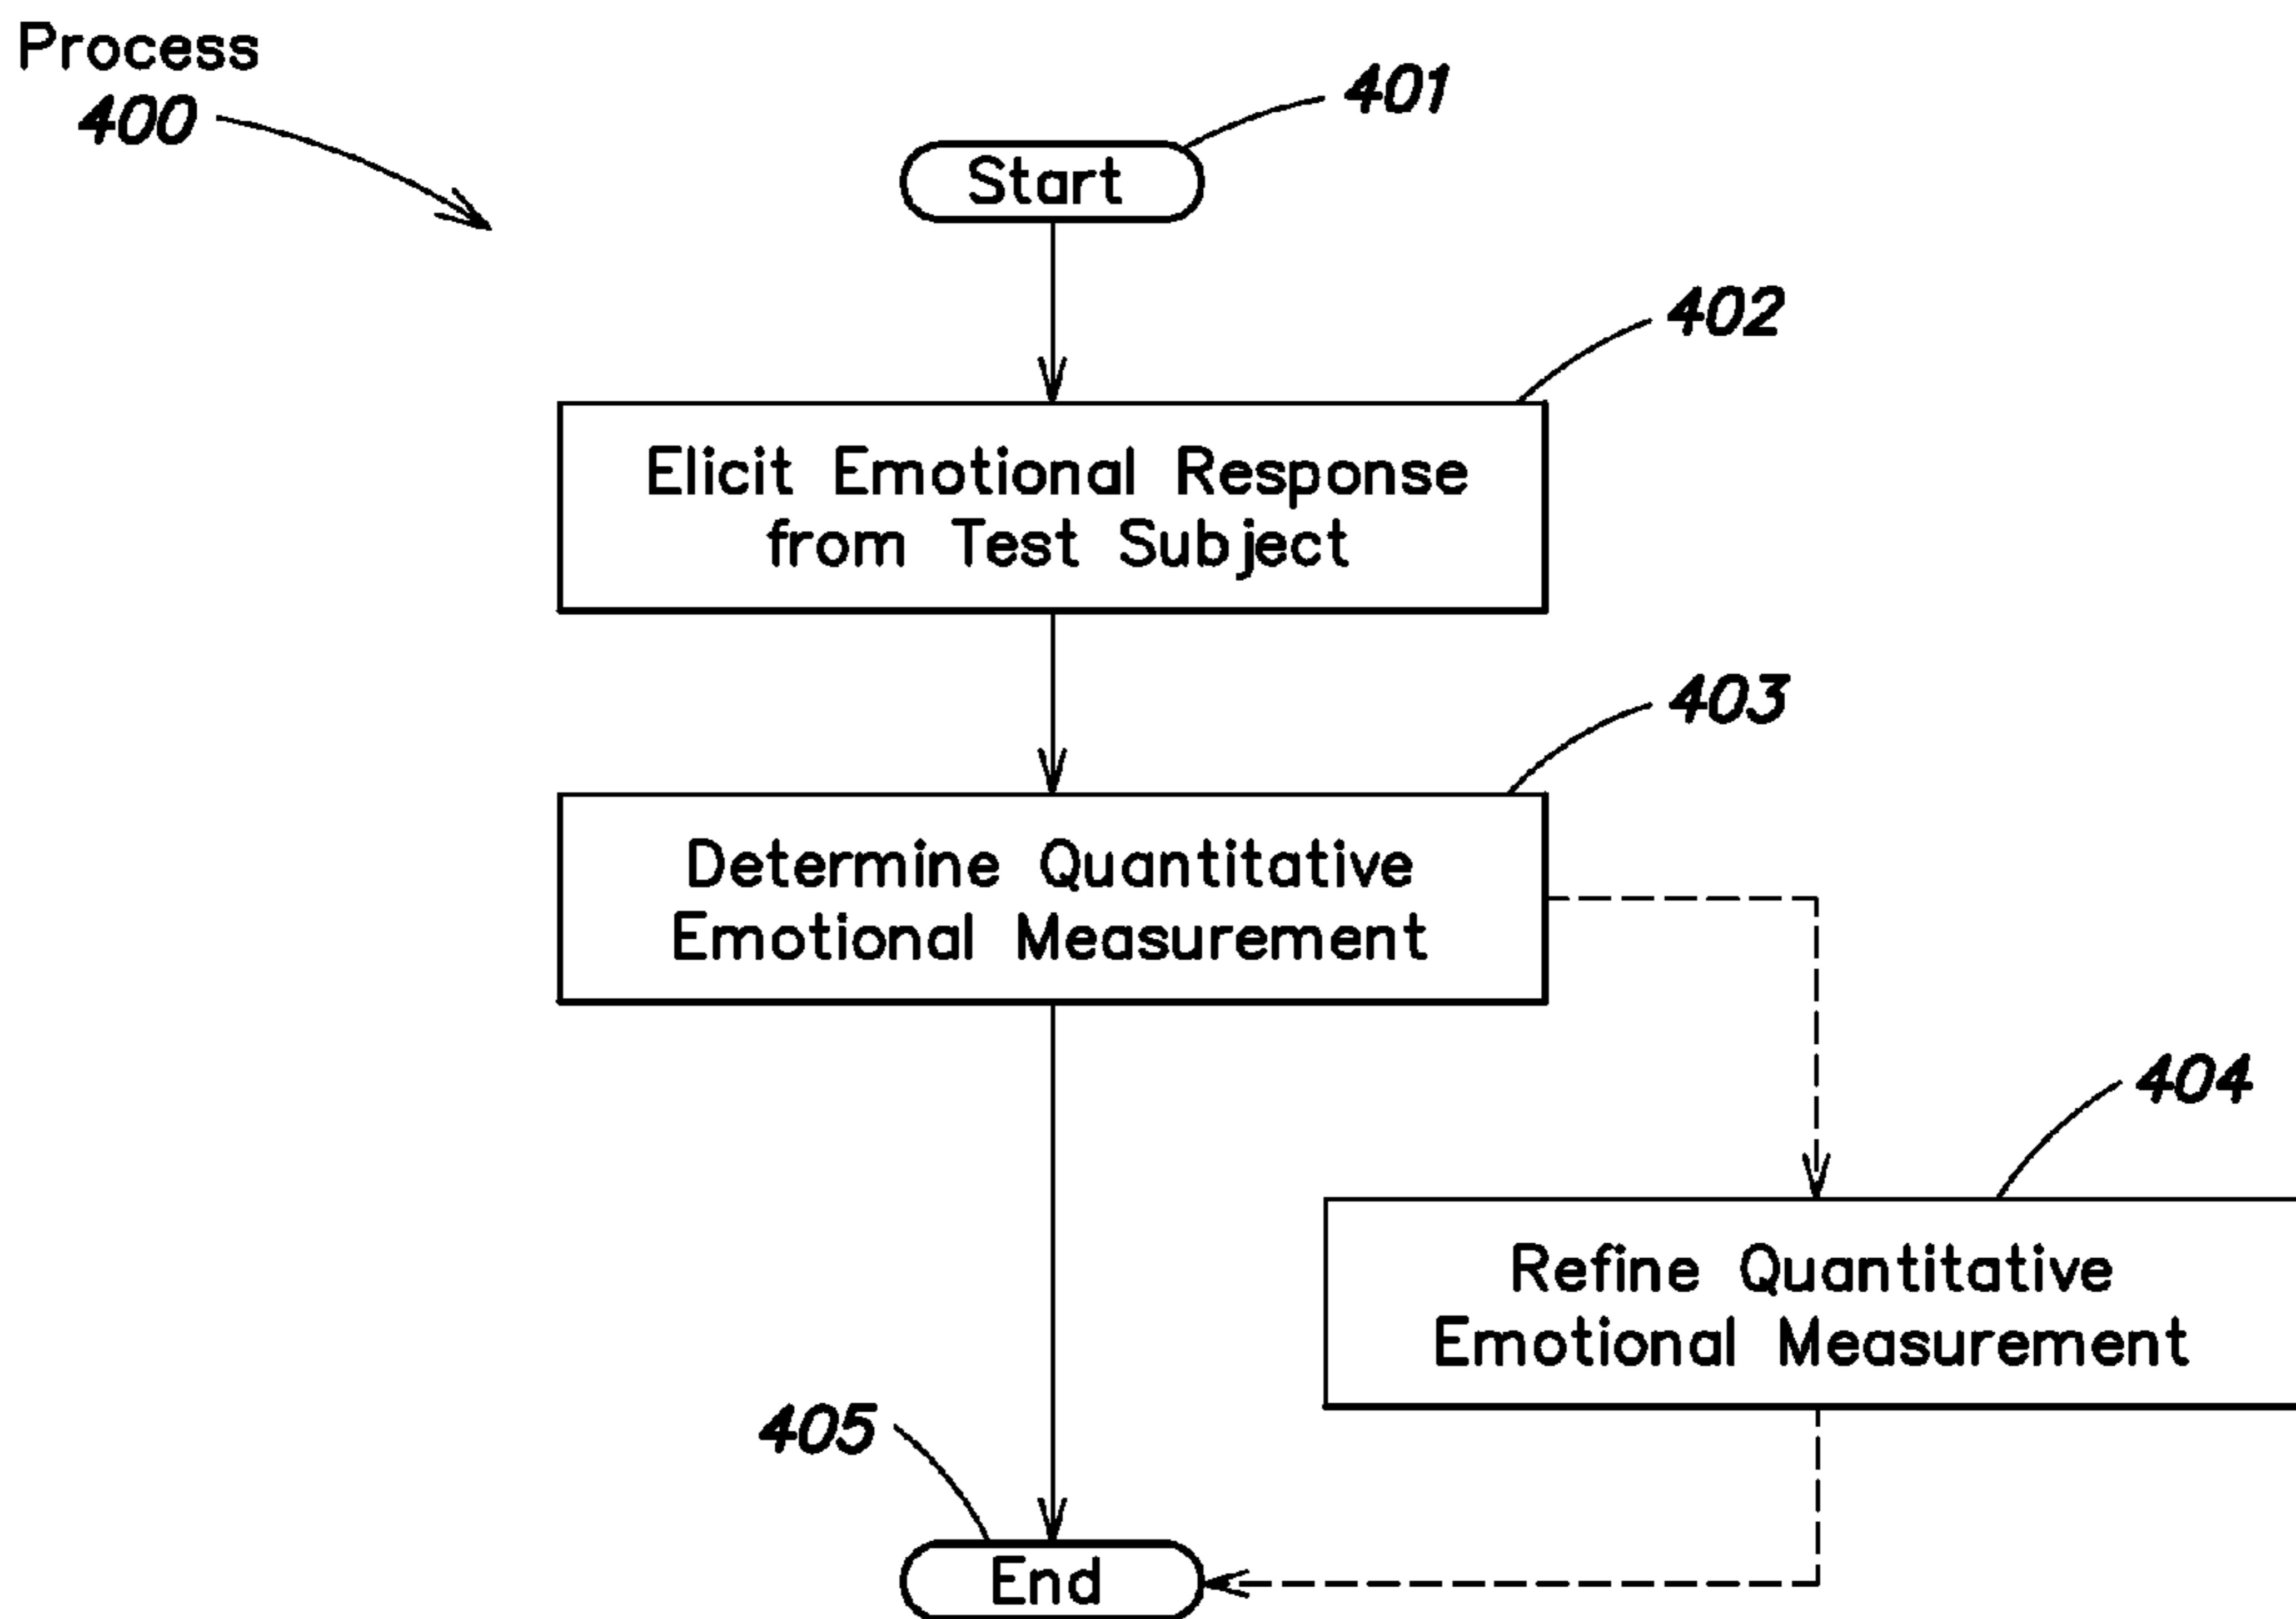 Process
400
401
Start
402
Elicit Emotional Response
from Test Subject
403
Determine Quantitative
Emotional Measurement
404
Refine Quantitative
Emotional Measurement
405
End